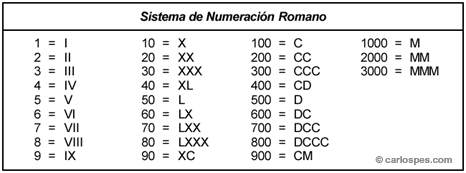 Sistema de Numeración Romano
1 = I 10 = X 100 = C 1000 = M
2 = II 20 = XX 200 = CC 2000 = MM
3 = III 30 = XXX 300 = CCC 3000 = MMM
4 = IV 40 = XL 400 = CD
5 = V 50 = L 500 = D
6 = VI 60 = LX 600 = DC
7 = VII 70 = LXX 700 = DCC
8 = VIII 80 = LXXX 800 = DCCC
9 = IX 90 = XC 900 = CM
© carlospes.com